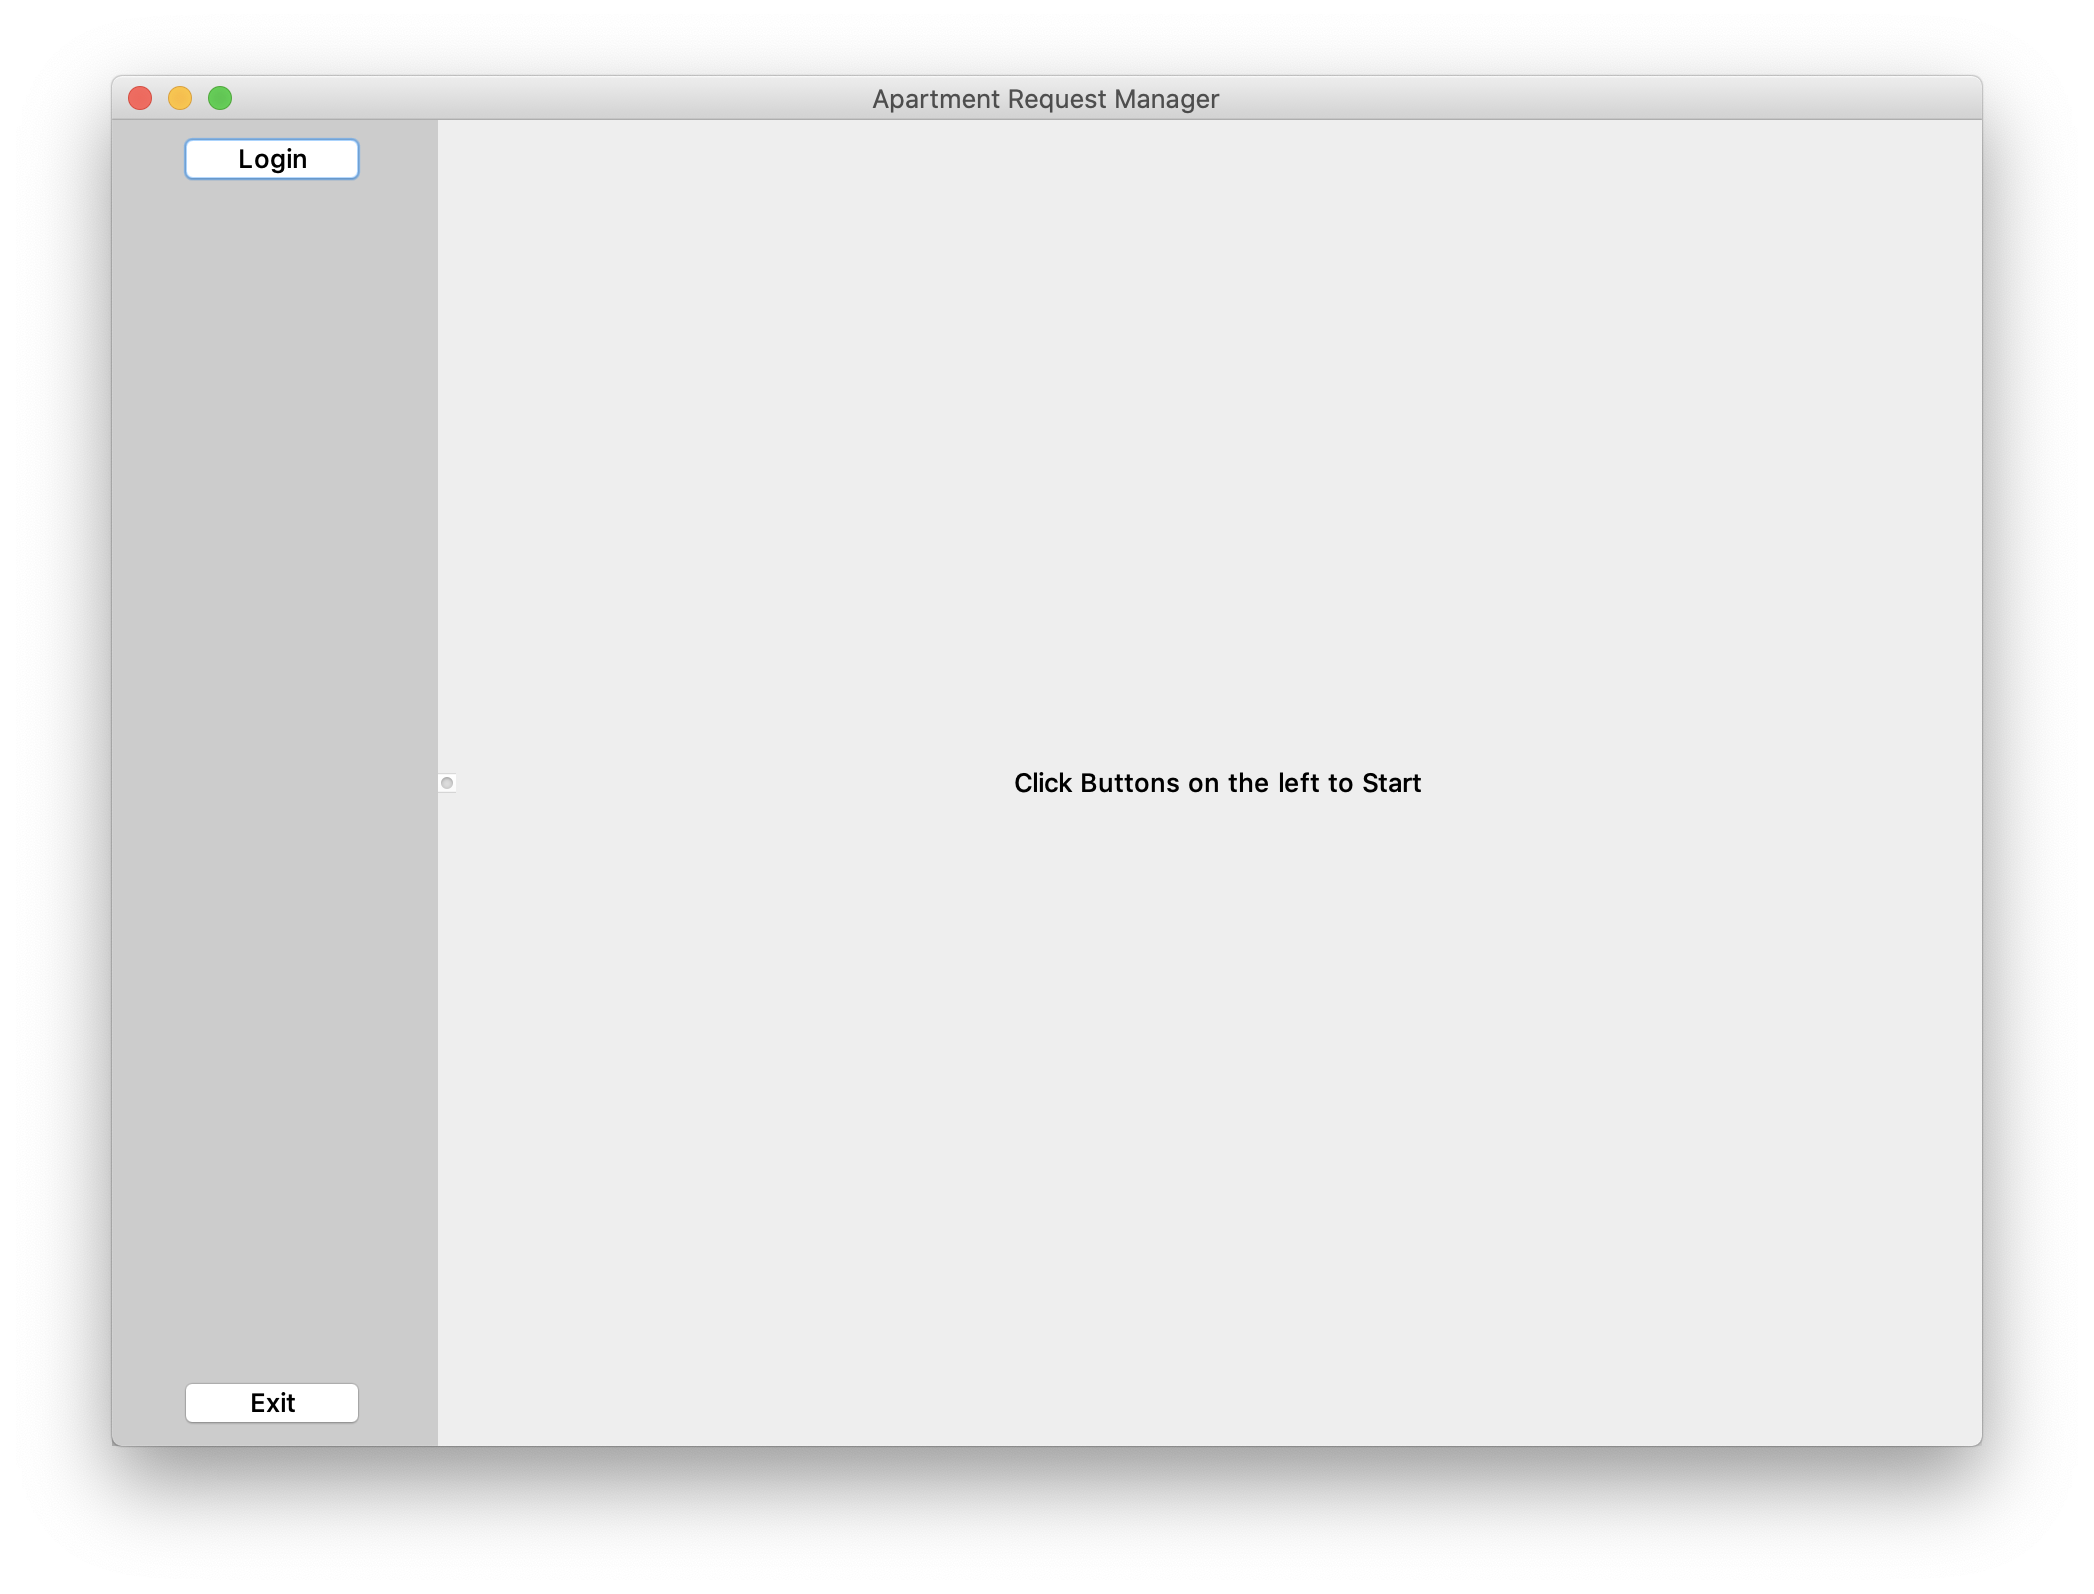 Apartment Request Manager
Login
Click Buttons on the left to Start
Exit